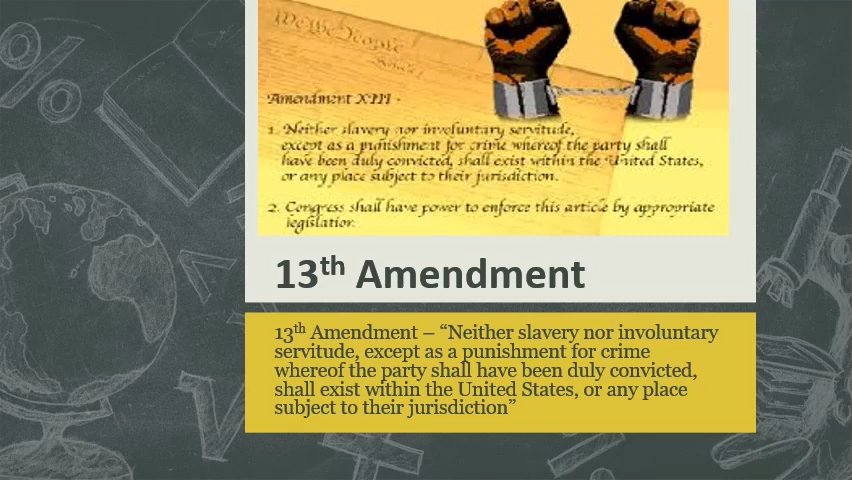 We the People
Amendment XIII -
1. Neither slavery nor involuntary servitude,
except as a punishment for crime whereof the party shall
have been duly convicted, shall exist within the United States,
or any place subject to their jurisdiction.
2. Congress shall have power to enforce this article by appropriate
legislation.
13th Amendment
13th Amendment – “Neither slavery nor involuntary
servitude, except as a punishment for crime
whereof the party shall have been duly convicted,
shall exist within the United States, or any place
subject to their jurisdiction”